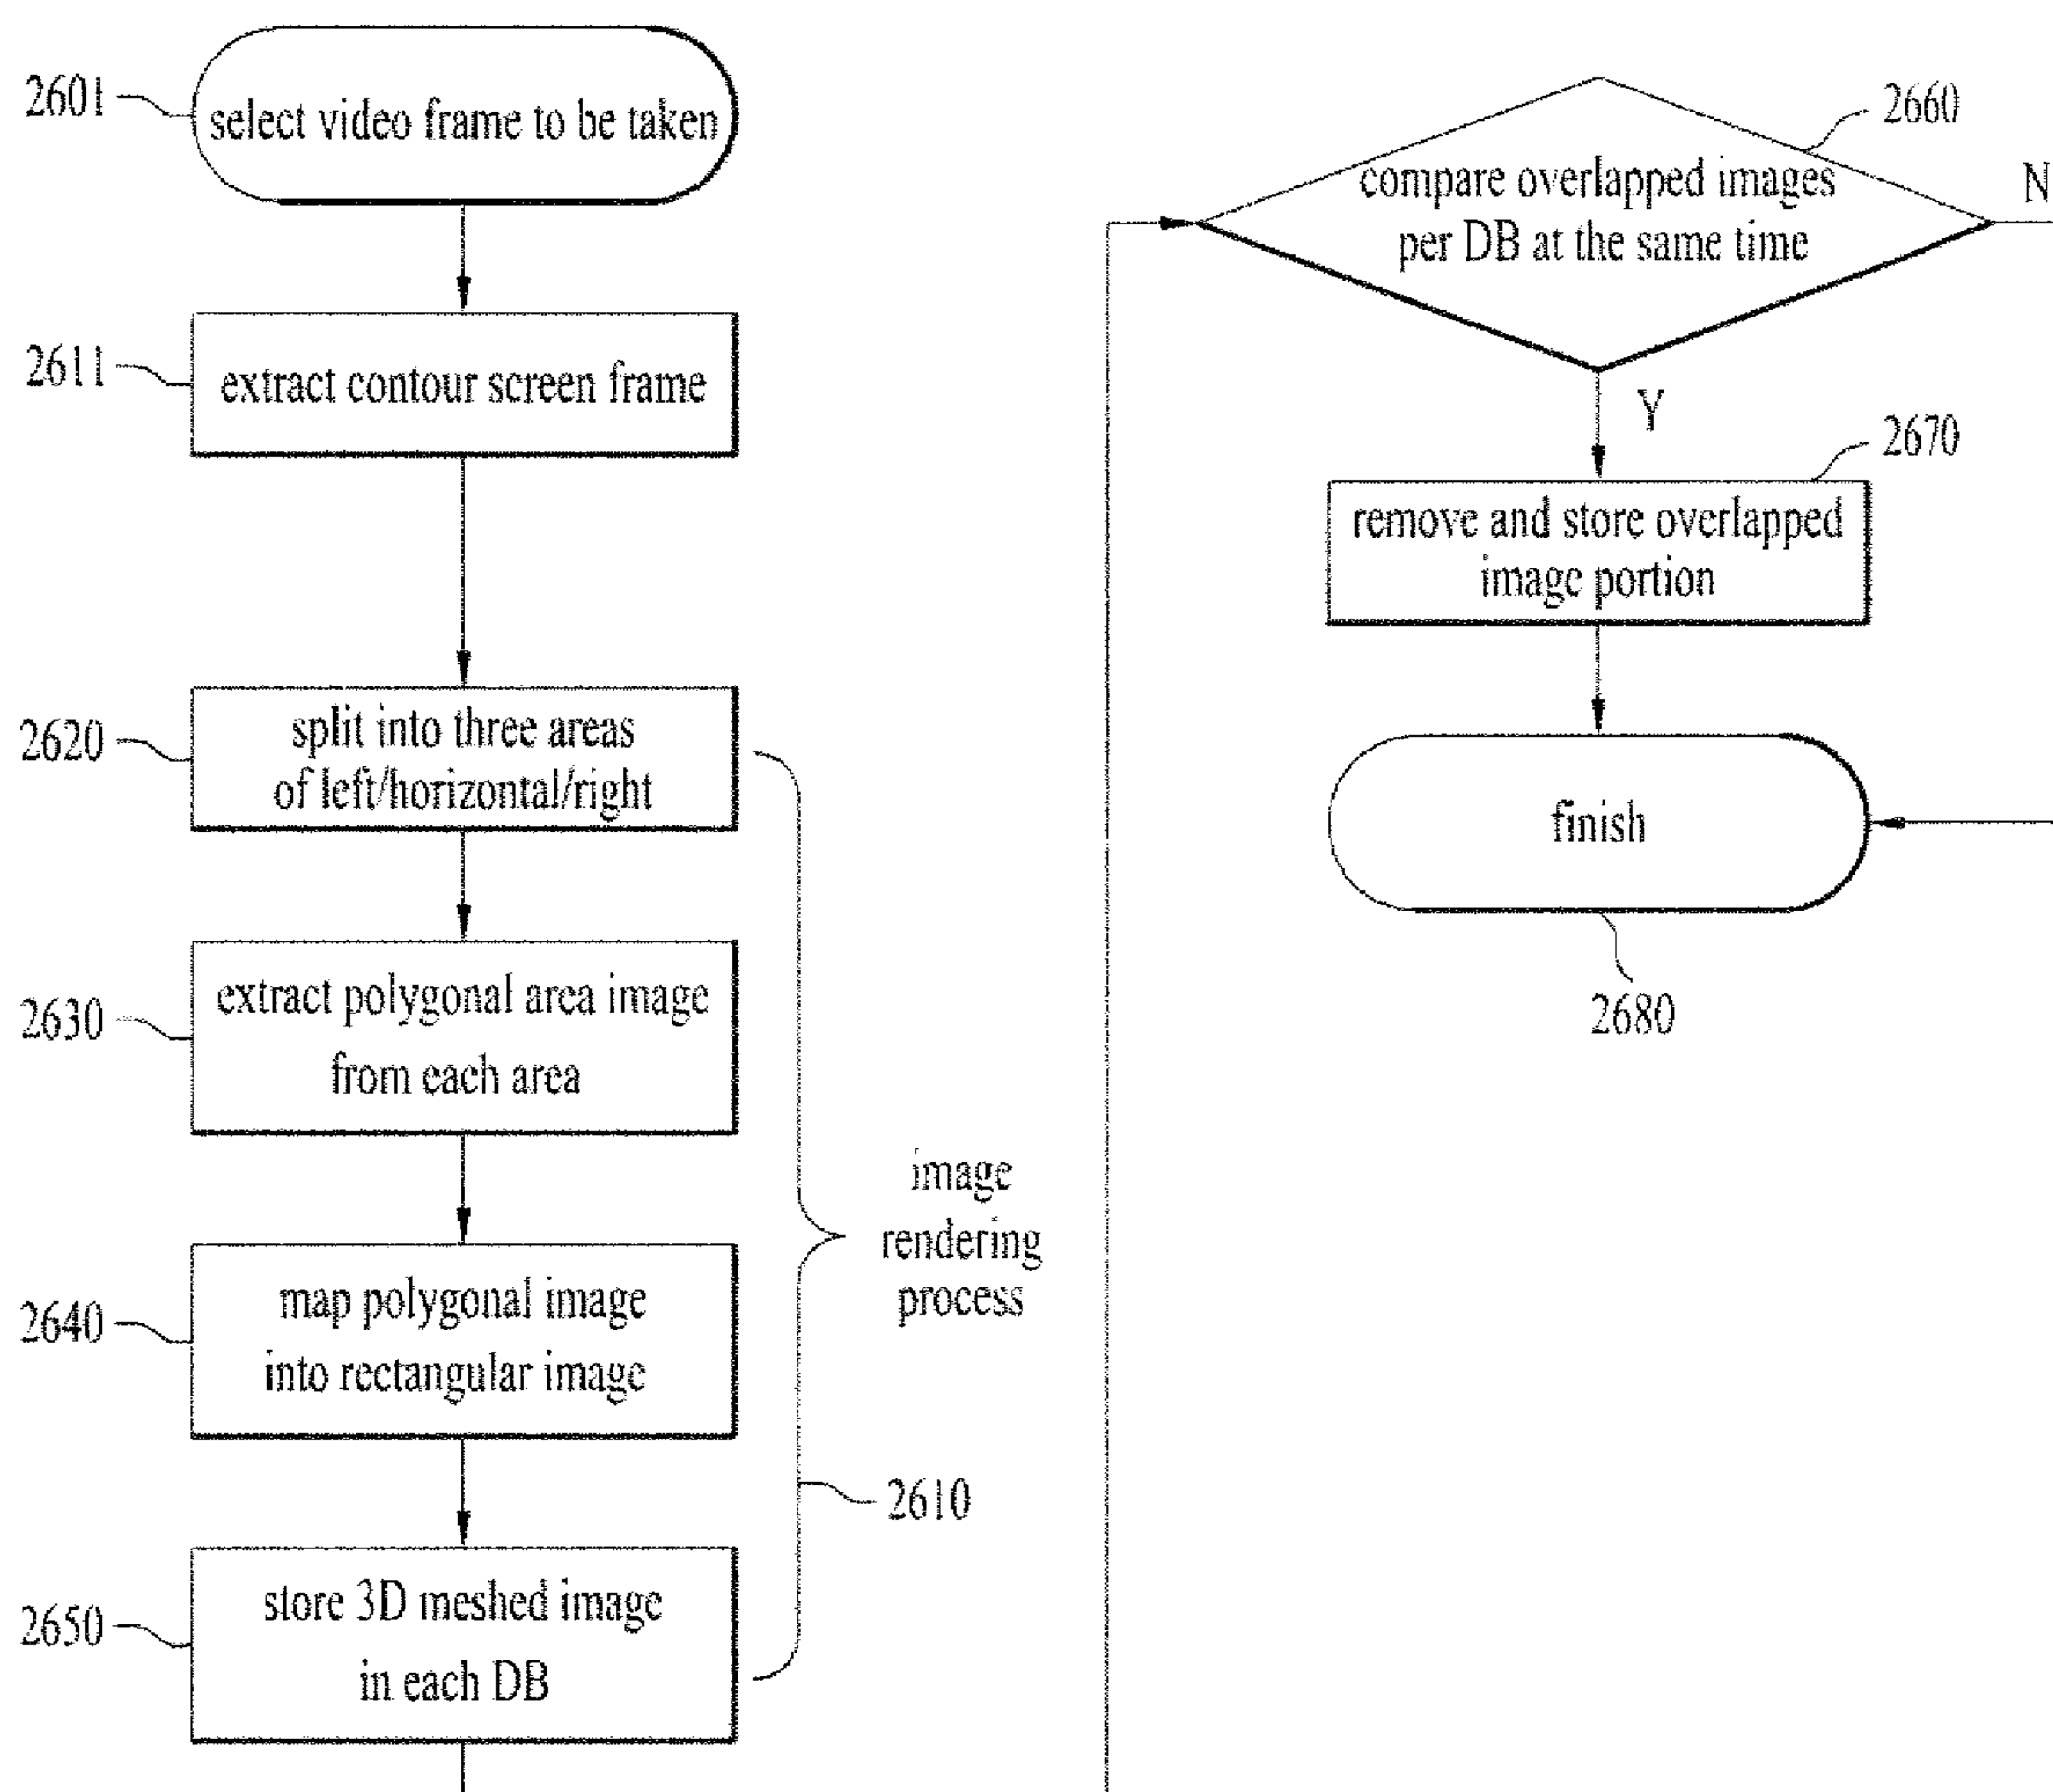 2601
select video frame to be taken
2611
extract contour screen frame
2620
split into three areas
of left/horizontal/right
2630
extract polygonal area image
from each area
2640
map polygonal image
into rectangular image
2650
store 3D meshed image
in each DB
image
rendering
process
2610
2660
compare overlapped images
per DB at the same time
N
Y
2670
remove and store overlapped
image portion
finish
2680